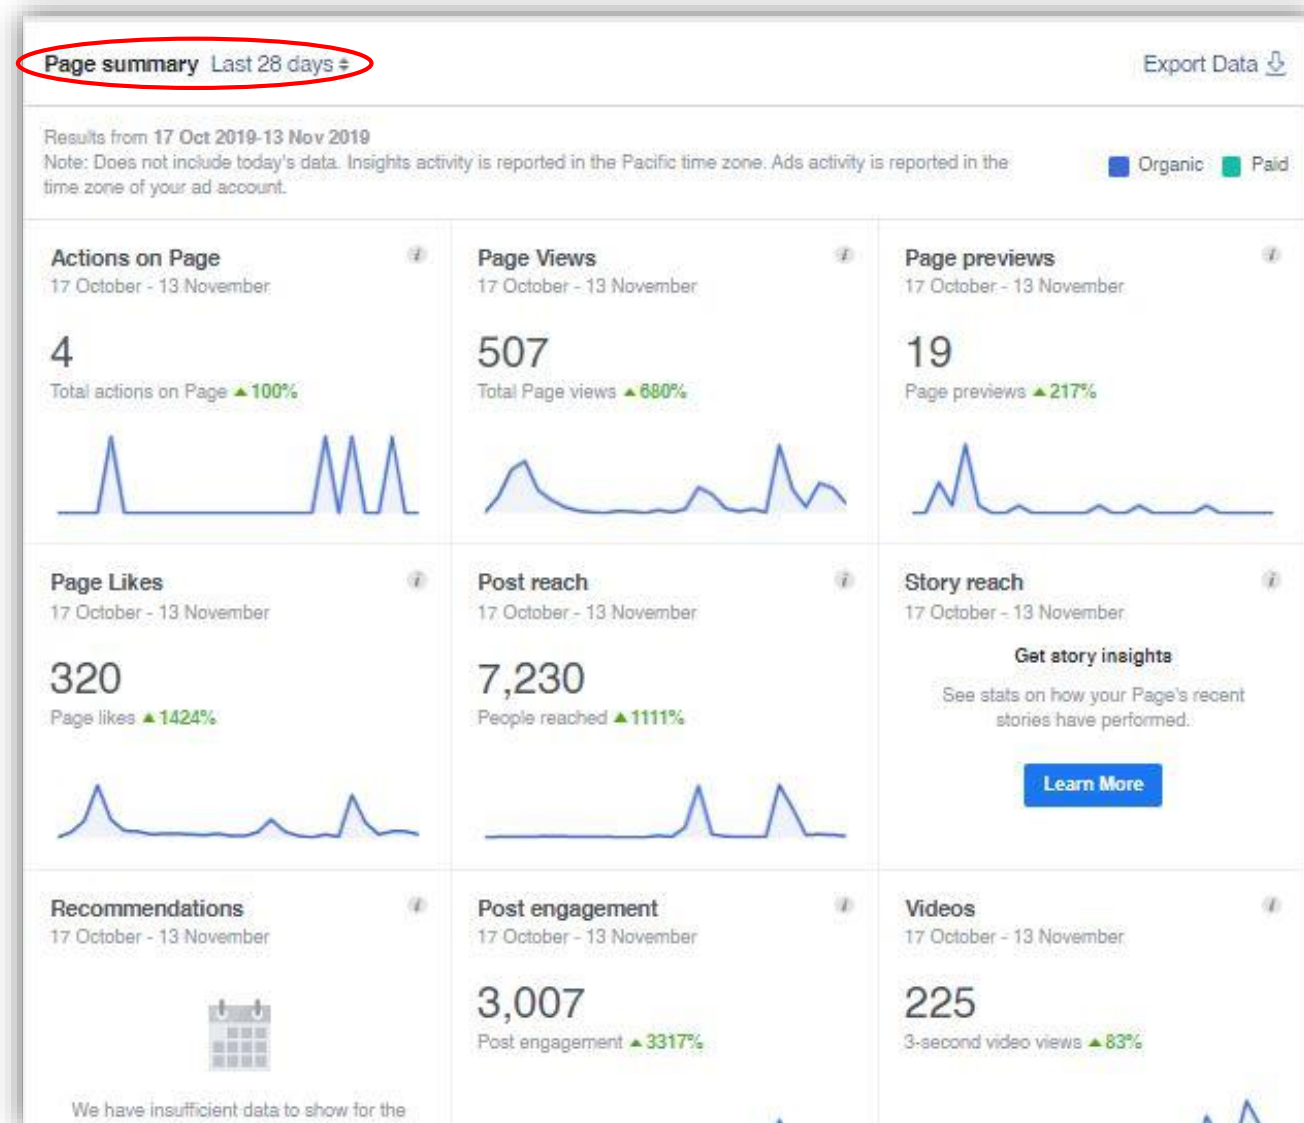 Page summary Last 28 days
Export Data
Results from 17 Oct 2019-13 Nov 2019
Note: Does not include today's data. Insights activity is reported in the Pacific time zone. Ads activity is reported in the
time zone of your ad account.
Organic Paid
Actions on Page
17 October - 13 November
4
Total actions on Page ▲100%
Page Views
17 October - 13 November
507
Total Page views ▲680%
Page previews
17 October - 13 November
19
Page previews ▲217%
Page Likes
17 October - 13 November
320
Page likes ▲1424%
Post reach
17 October - 13 November
7,230
People reached ▲1111%
Story reach
17 October - 13 November
Get story insights
See stats on how your Page's recent
stories have performed.
Learn More
Recommendations
17 October - 13 November
We have insufficient data to show for the
Post engagement
17 October - 13 November
3,007
Post engagement ▲3317%
Videos
17 October - 13 November
225
3-second video views ▲83%